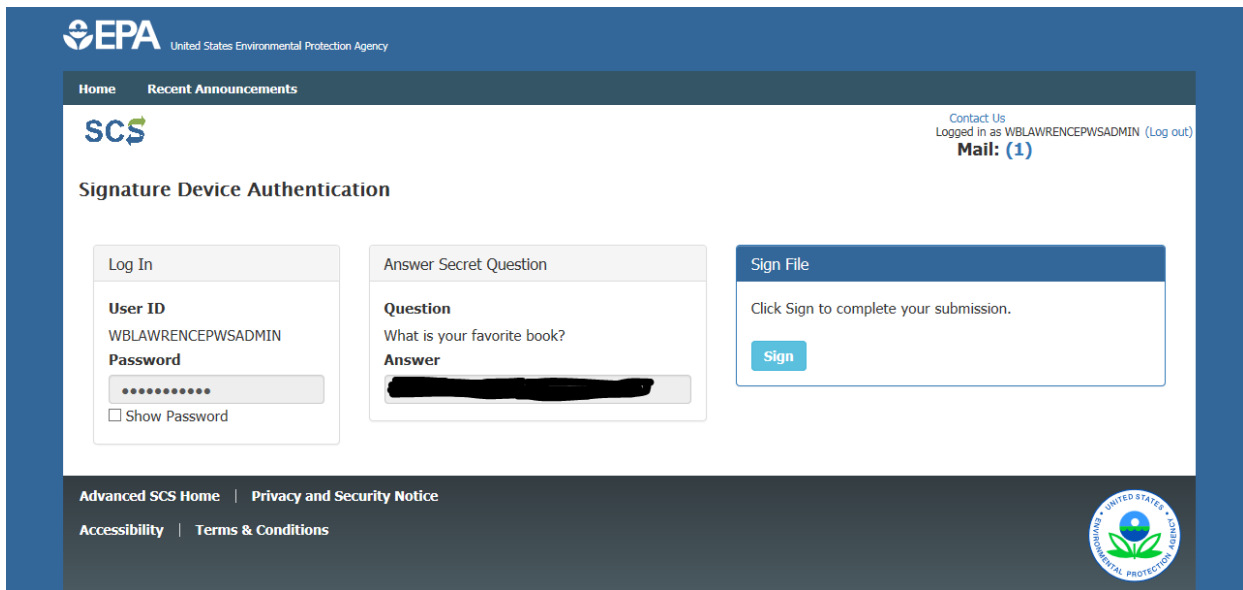 EPA United States Environmental Protection Agency
Home Recent Announcements
SCS
Contact Us
Logged in as WBLAWRENCEPWSADMIN (Log out)
Mail: (1)
Signature Device Authentication
Log In
User ID
WBLAWRENCEPWSADMIN
Password
•••••••••••
Show Password
Answer Secret Question
Question
What is your favorite book?
Answer
Sign File
Click Sign to complete your submission.
Sign
Advanced SCS Home | Privacy and Security Notice
Accessibility | Terms & Conditions
UNITED STATES
ENVIRONMENTAL PROTECTION AGENCY